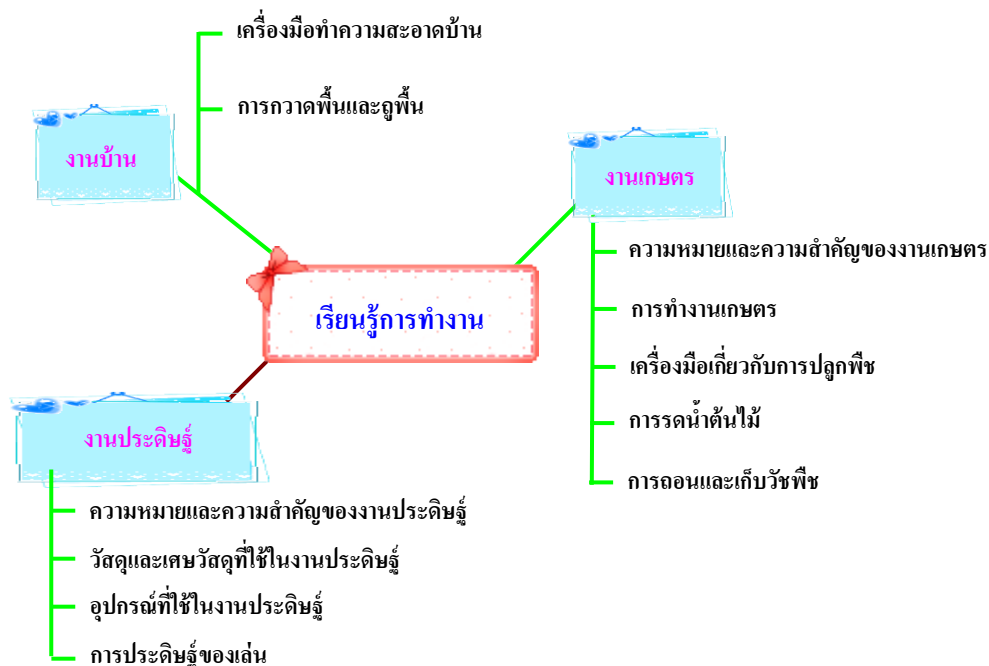 เครื่องมือทำความสะอาดบ้าน
การกวาดพื้นและถูพื้น
งานบ้าน
งานเกษตร
ความหมายและความสำคัญของงานเกษตร
การทำงานเกษตร
เครื่องมือเกี่ยวกับการปลูกพืช
การรดน้ำต้นไม้
การถอนและเก็บวัชพืช
เรียนรู้การทำงาน
งานประดิษฐ์
ความหมายและความสำคัญของงานประดิษฐ์
วัสดุและเศษวัสดุที่ใช้ในงานประดิษฐ์
อุปกรณ์ที่ใช้ในงานประดิษฐ์
การประดิษฐ์ของเล่น